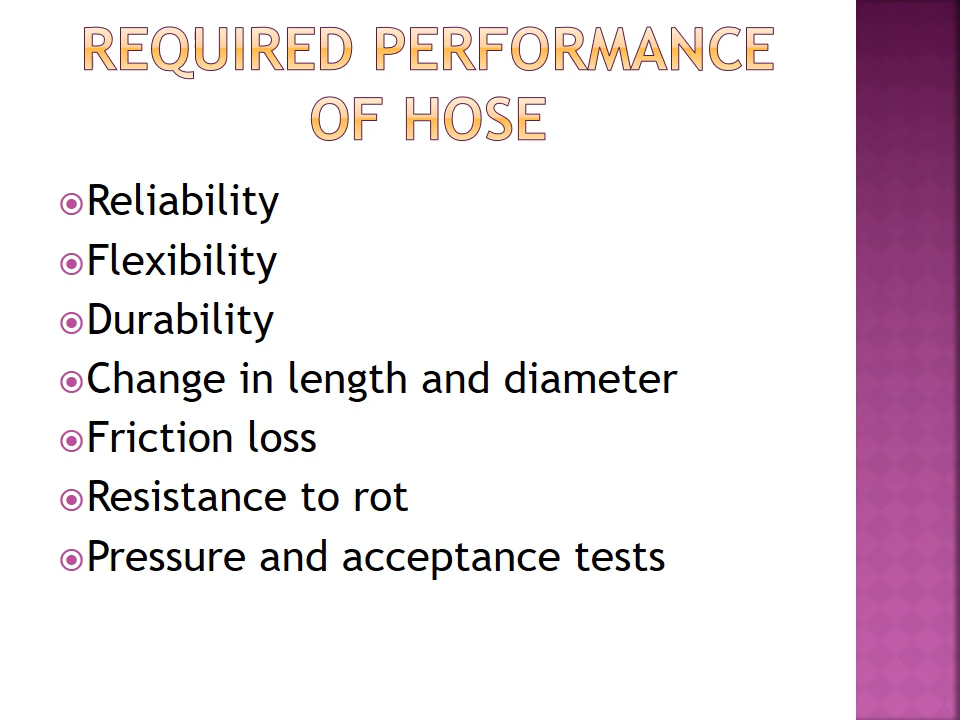 REQUIRED PERFORMANCE
OF HOSE
Reliability
Flexibility
Durability
Change in length and diameter
Friction loss
Resistance to rot
Pressure and acceptance tests